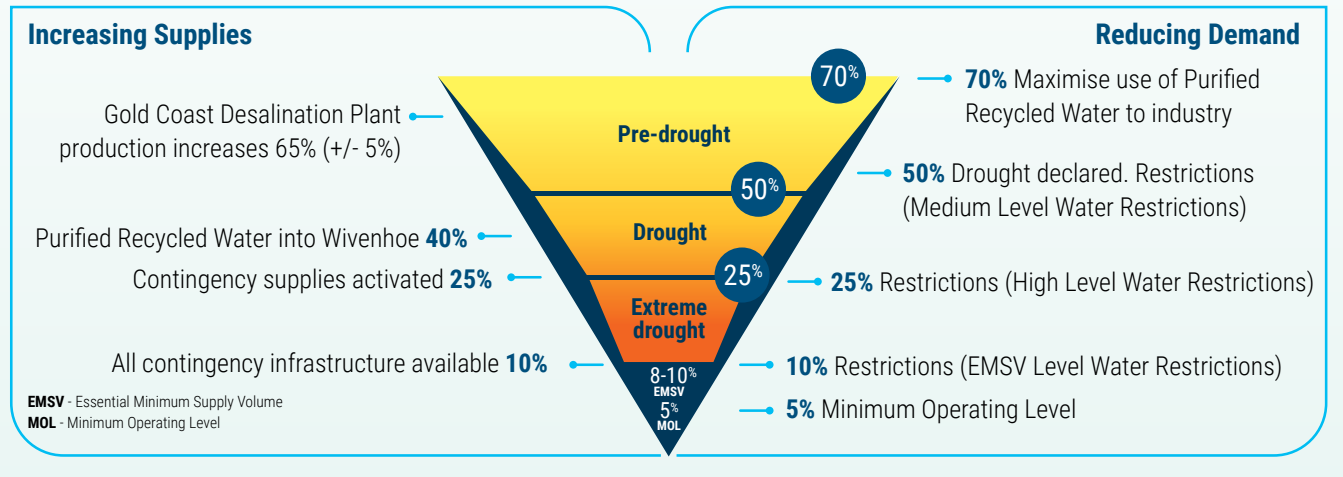 Increasing Supplies
Gold Coast Desalination Plant
production increases 65% (+/- 5%)
Purified Recycled Water into Wivenhoe 40%
Contingency supplies activated 25%
All contingency infrastructure available 10%
EMSV - Essential Minimum Supply Volume
MOL - Minimum Operating Level
70%
Pre-drought
50%
Drought
25%
Extreme
drought
8-10%
EMSV
5%
MOL
Reducing Demand
70% Maximise use of Purified
Recycled Water to industry
50% Drought declared. Restrictions
(Medium Level Water Restrictions)
25% Restrictions (High Level Water Restrictions)
10% Restrictions (EMSV Level Water Restrictions)
5% Minimum Operating Level